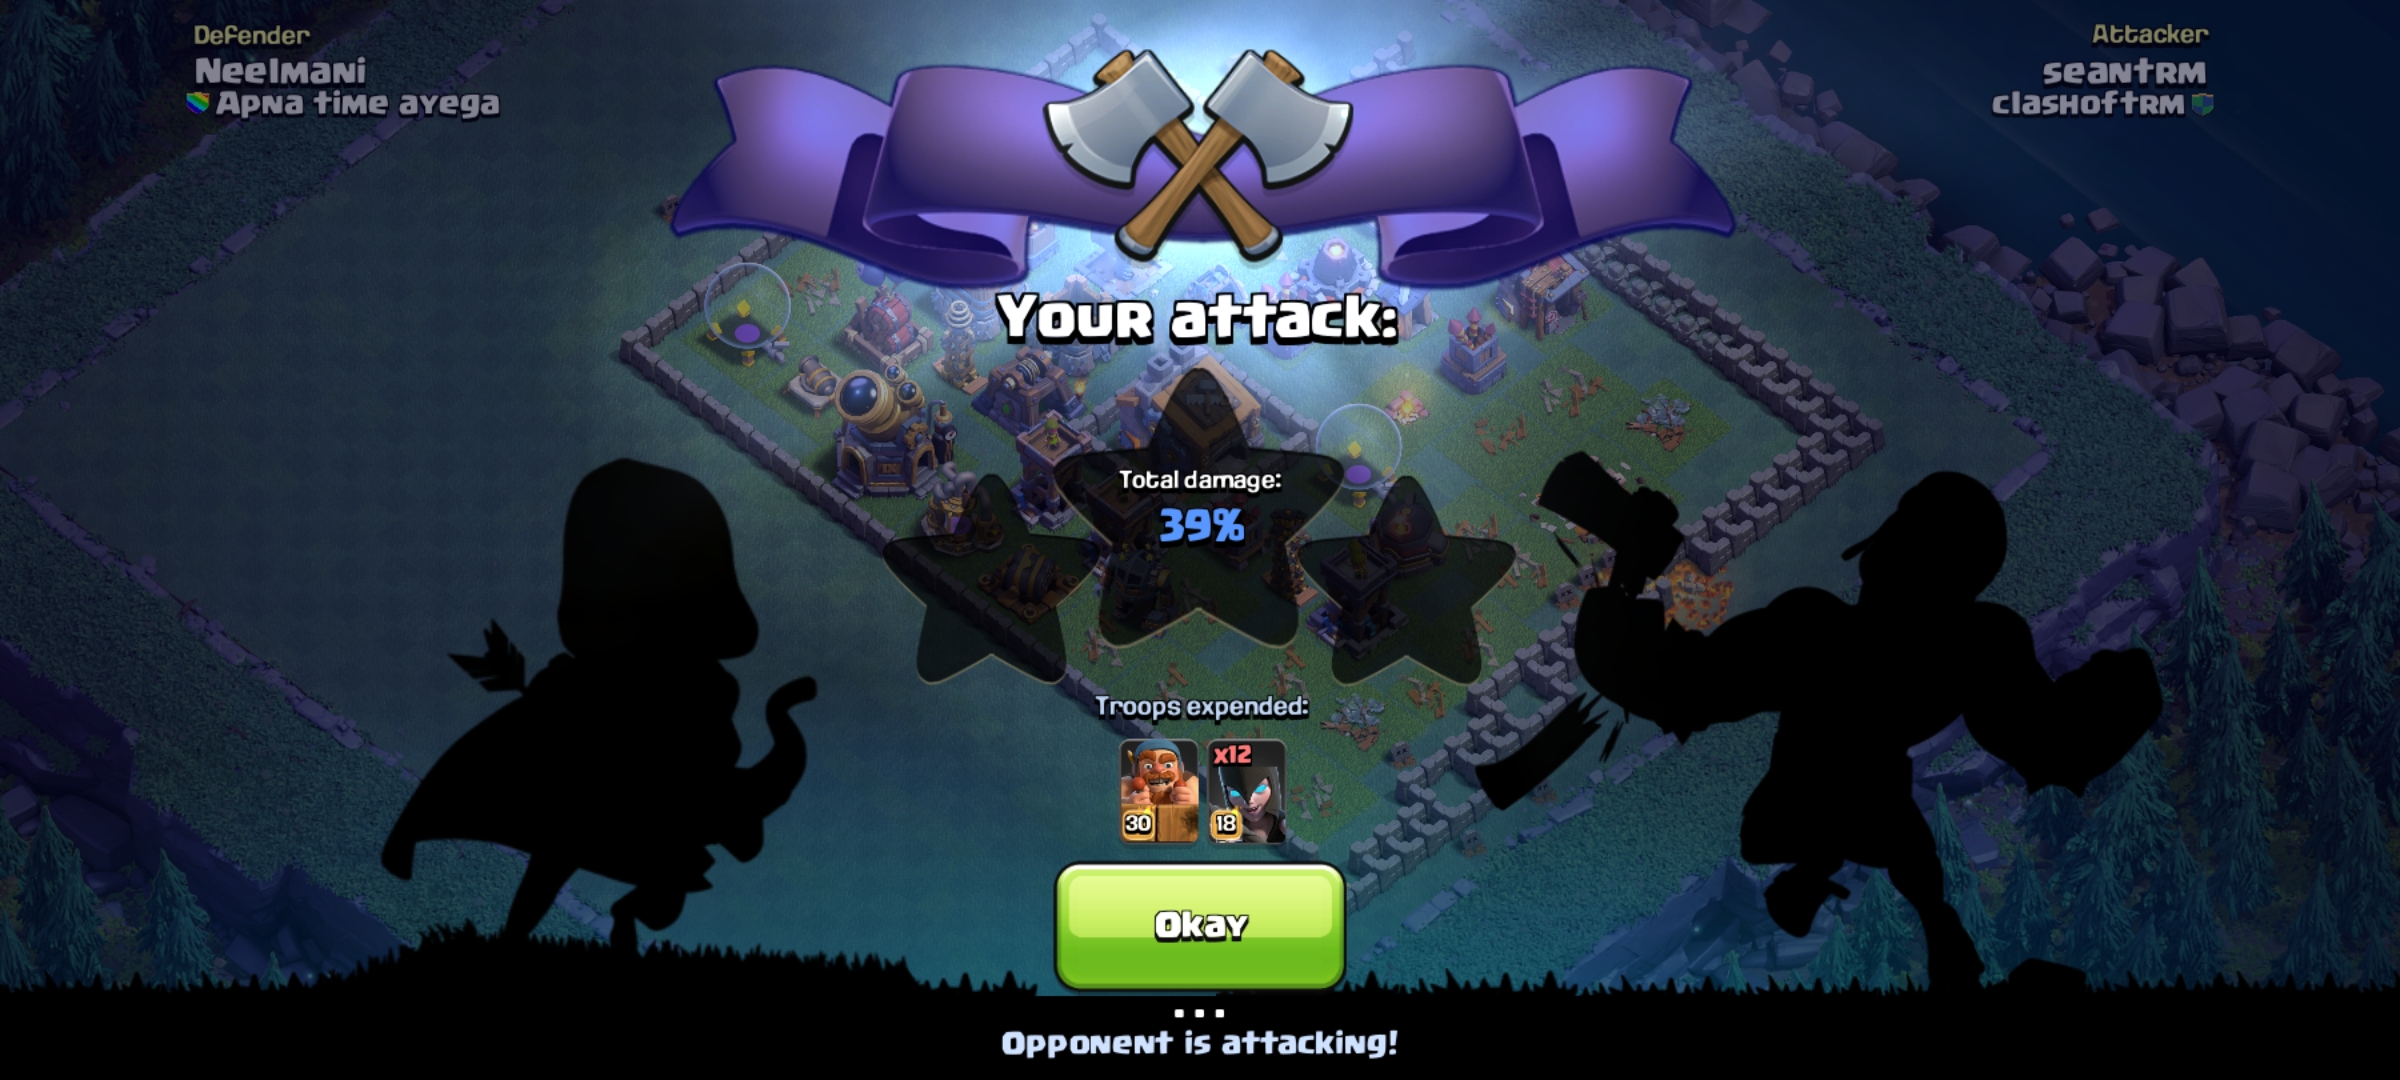 Defender
Neelmani
Apna time ayega
Attacker
seantRM
clashoftRM
Your attack:
Total damage:
39%
Troops expended:
x12
30
18
Okay
...
Opponent is attacking!